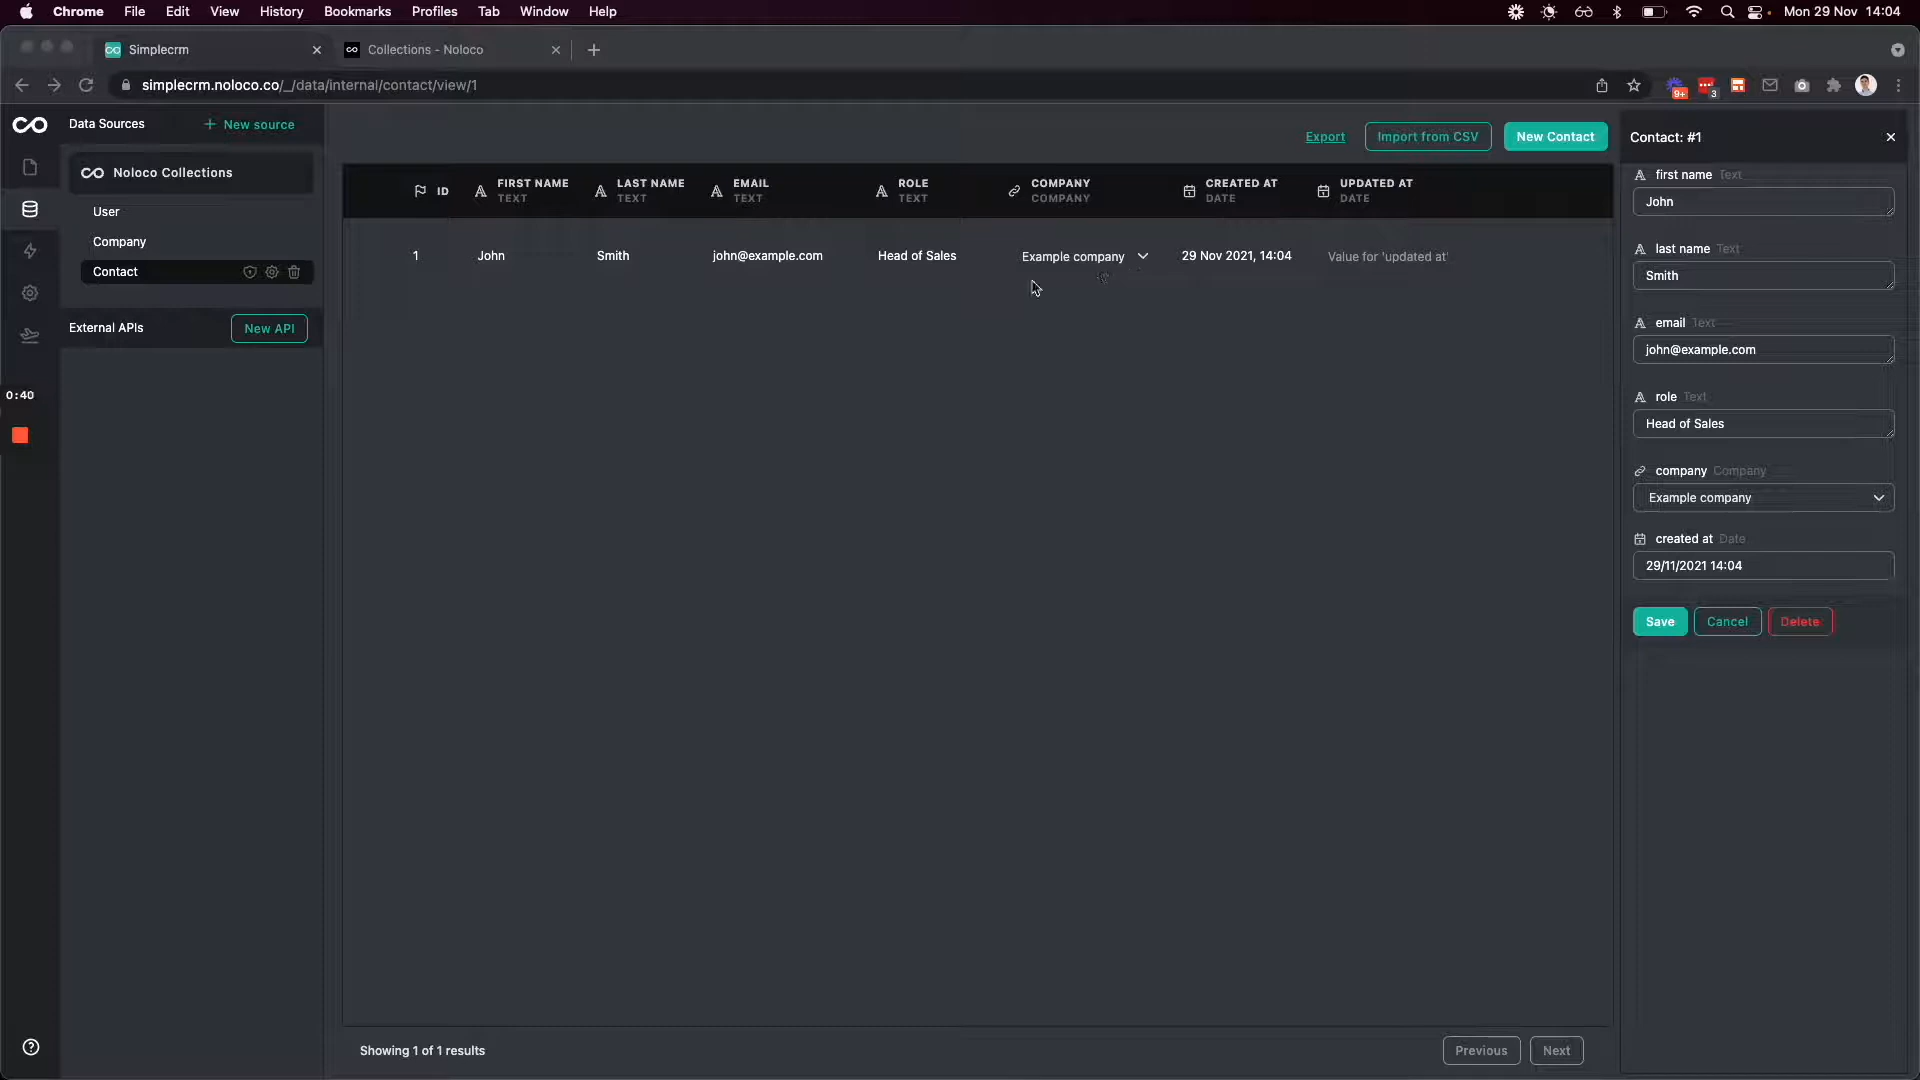 Chrome File Edit View History Bookmarks Profiles Tab Window Help Mon 29 Nov 14:04
Simplecrm
Collections - Noloco
simplecrm.noloco.co/_/data/internal/contact/view/1
9+
3
Data Sources
+ New source
Export
Import from CSV
New Contact
Contact: #1
Noloco Collections
User
Company
Contact
External APIs
New API
0:40
ID
FIRST NAME
TEXT
LAST NAME
TEXT
EMAIL
TEXT
ROLE
TEXT
COMPANY
COMPANY
CREATED AT
DATE
UPDATED AT
DATE
1 John Smith john@example.com Head of Sales Example company 29 Nov 2021, 14:04 Value for 'updated at'
first name Text
John
last name Text
Smith
email Text
john@example.com
role Text
Head of Sales
company Company
Example company
created at Date
29/11/2021 14:04
Save
Cancel
Delete
Showing 1 of 1 results
Previous
Next